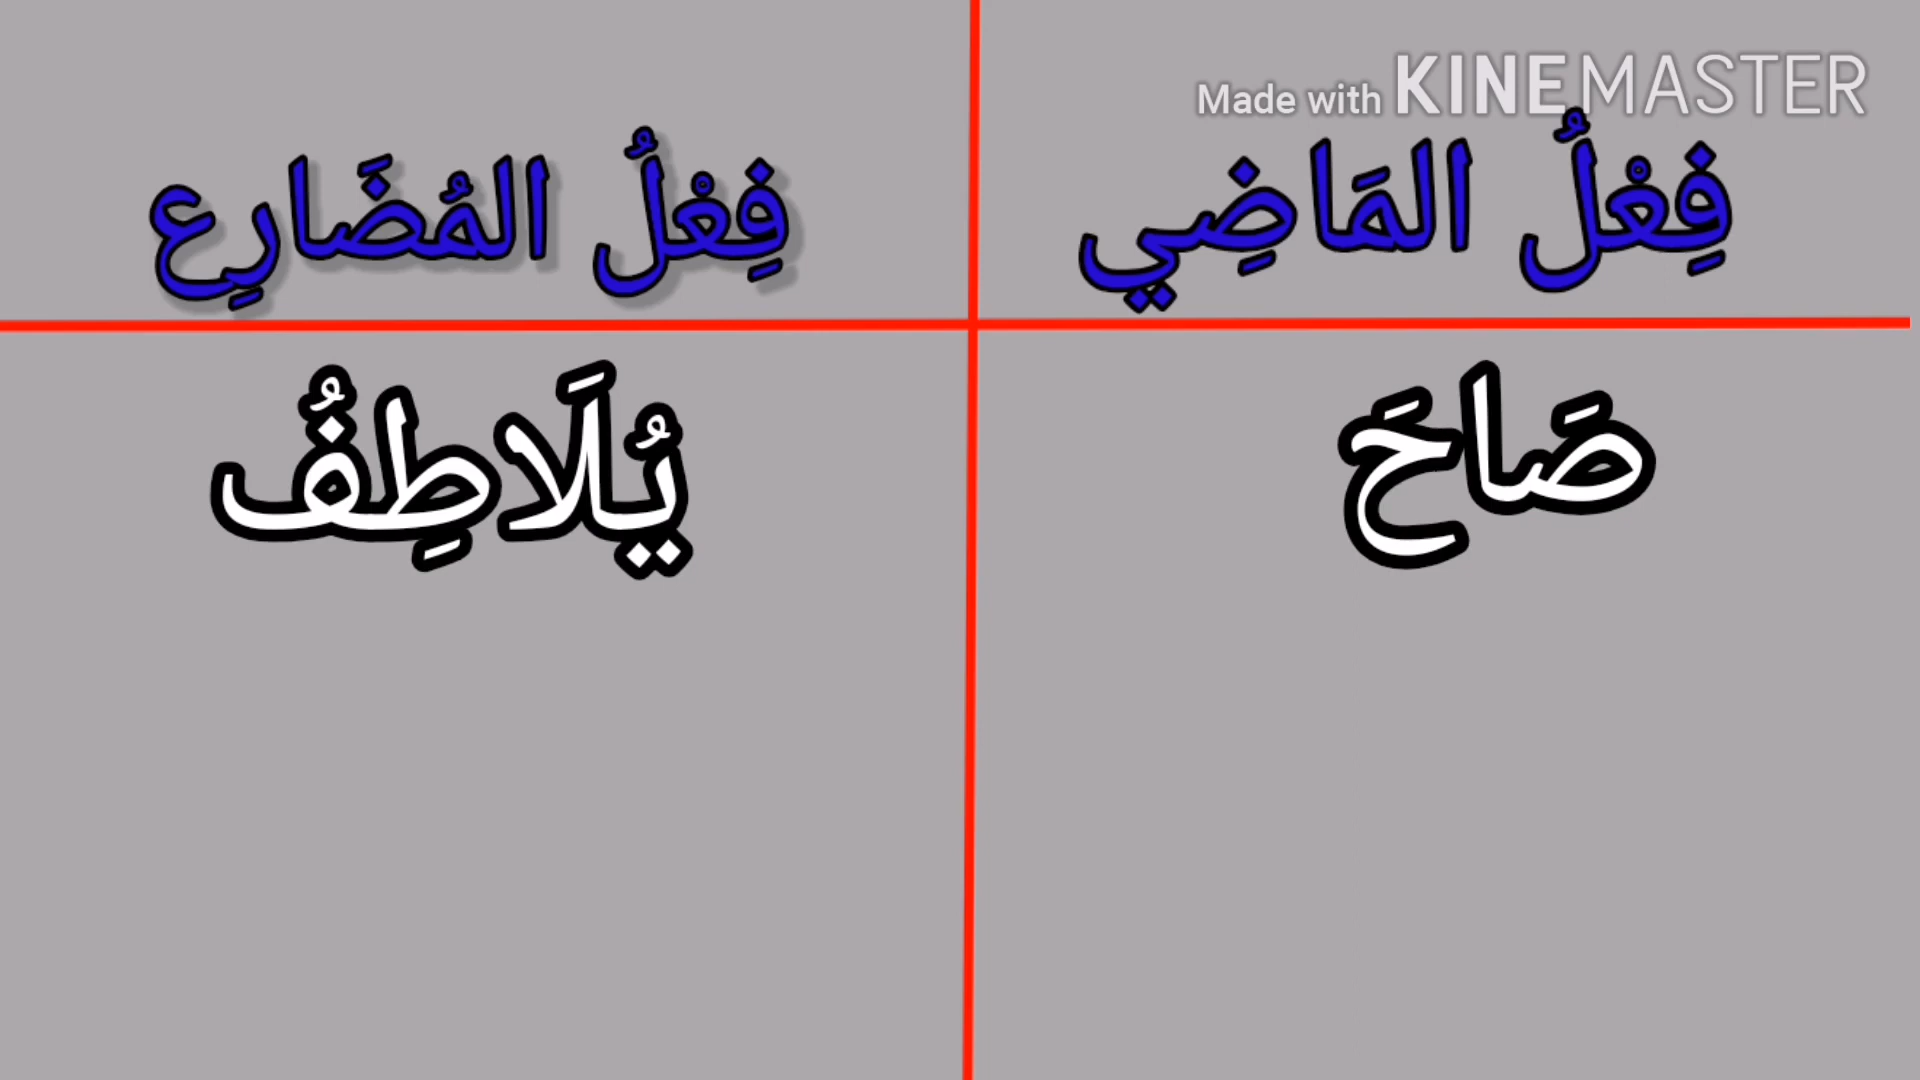 Made with KINEMASTER
فِعْلُ المَاضِي
فِعْلُ المُضَارِع
صَاحَ
يُلَاطِفُ